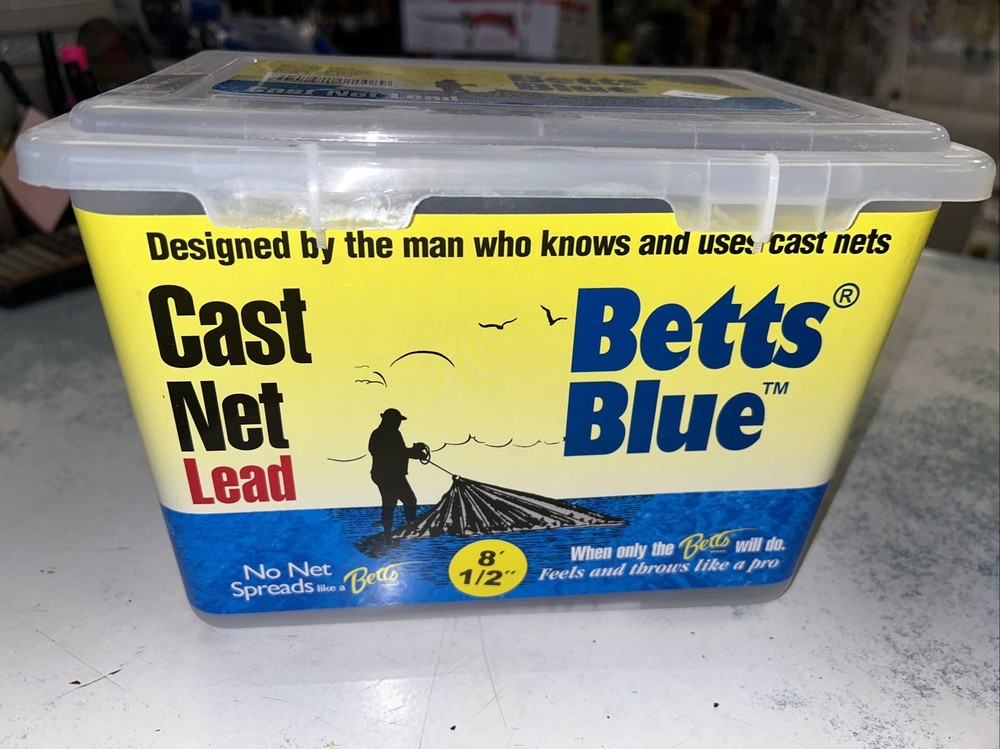 Betts
Blue
Cast Net Lead
Designed by the man who knows and uses cast nets
Cast
Net
Lead
Betts®
Blue™
8'
1/2"
No Net
Spreads like a Betts
When only the Betts will do.
Feels and throws like a pro